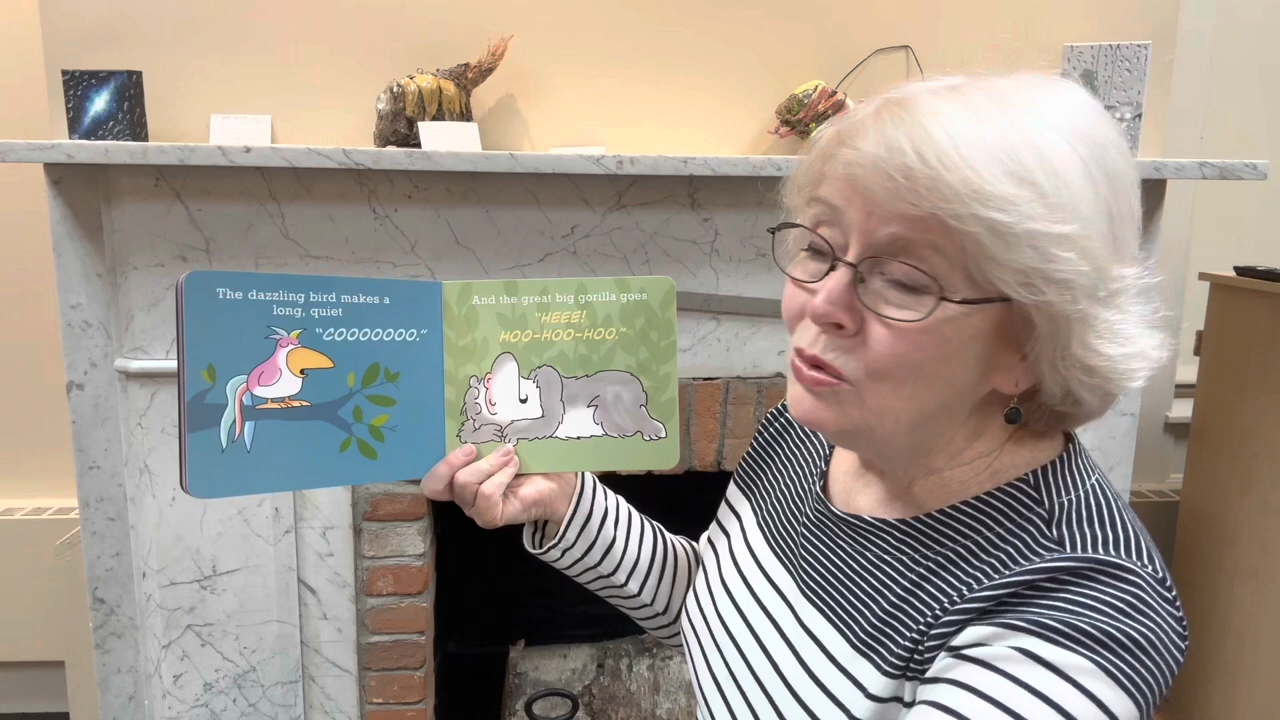 The dazzling bird makes a
long, quiet
"COOOOOOO."
And the great big gorilla goes
"HEEE!
HOO-HOO-HOO."